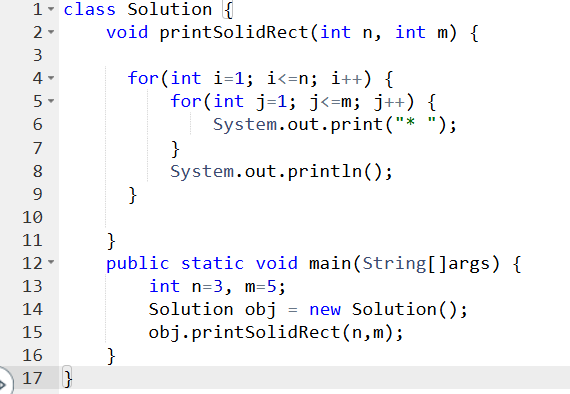 1 class Solution {
2     void printSolidRect(int n, int m) {
3
4       for(int i=1; i<=n; i++) {
5           for(int j=1; j<=m; j++) {
6               System.out.print("* ");
7           }
8           System.out.println();
9       }
10
11     }
12     public static void main(String[]args) {
13         int n=3, m=5;
14         Solution obj = new Solution();
15         obj.printSolidRect(n,m);
16     }
17 }